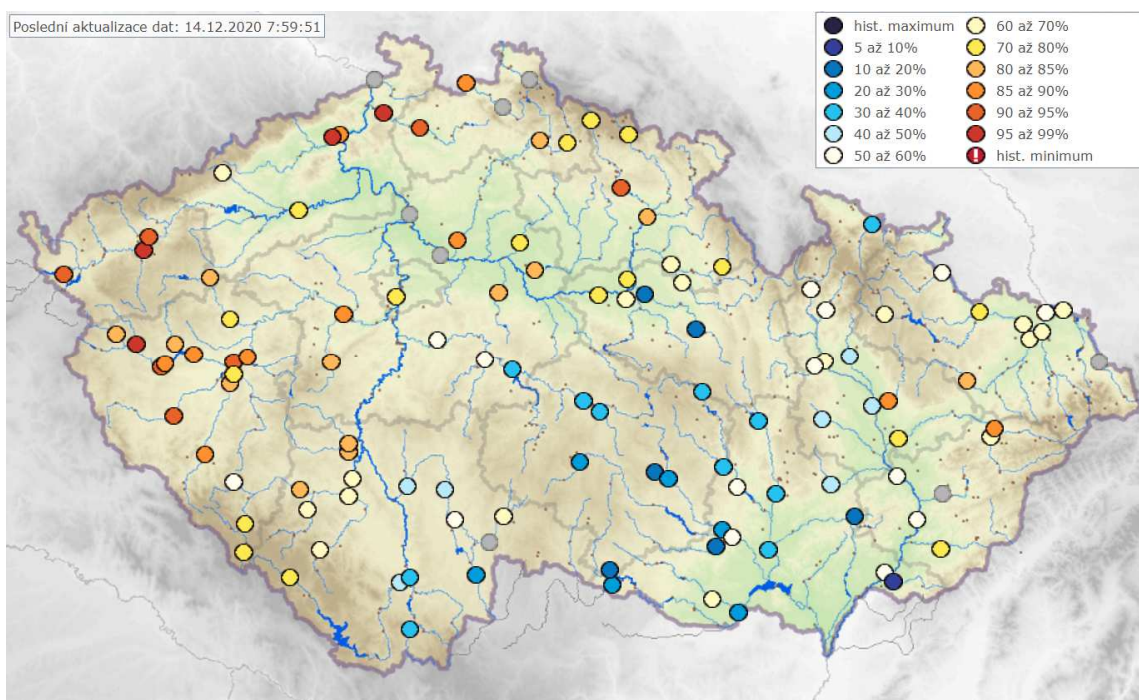 Poslední aktualizace dat: 14.12.2020 7:59:51
hist. maximum
5 až 10%
10 až 20%
20 až 30%
30 až 40%
40 až 50%
50 až 60%
60 až 70%
70 až 80%
80 až 85%
85 až 90%
90 až 95%
95 až 99%
hist. minimum